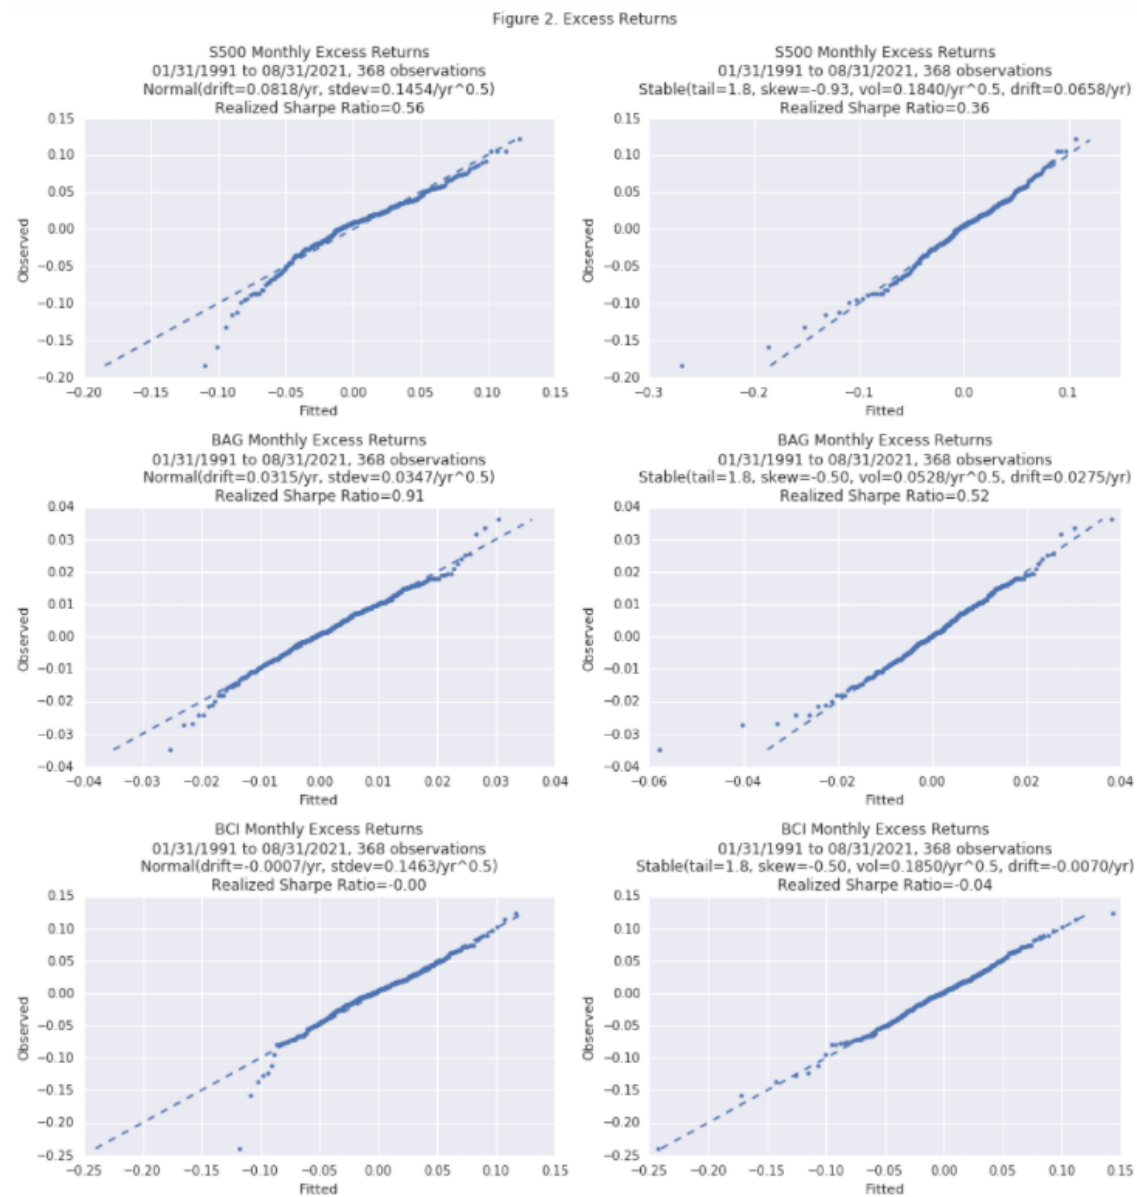 Figure 2. Excess Returns
S500 Monthly Excess Returns
01/31/1991 to 08/31/2021, 368 observations
Normal(drift=0.0818/yr, stdev=0.1454/yr^0.5)
Realized Sharpe Ratio=0.56
0.15
0.10
0.05
0.00
−0.05
−0.10
−0.15
−0.20
Observed
−0.20 −0.15 −0.10 −0.05 0.00 0.05 0.10 0.15
Fitted
S500 Monthly Excess Returns
01/31/1991 to 08/31/2021, 368 observations
Stable(tail=1.8, skew=-0.93, vol=0.1840/yr^0.5, drift=0.0658/yr)
Realized Sharpe Ratio=0.36
0.15
0.10
0.05
0.00
−0.05
−0.10
−0.15
−0.20
Observed
−0.3 −0.2 −0.1 0.0 0.1
Fitted
BAG Monthly Excess Returns
01/31/1991 to 08/31/2021, 368 observations
Normal(drift=0.0315/yr, stdev=0.0347/yr^0.5)
Realized Sharpe Ratio=0.91
0.04
0.03
0.02
0.01
0.00
−0.01
−0.02
−0.03
−0.04
Observed
−0.04 −0.03 −0.02 −0.01 0.00 0.01 0.02 0.03 0.04
Fitted
BAG Monthly Excess Returns
01/31/1991 to 08/31/2021, 368 observations
Stable(tail=1.8, skew=-0.50, vol=0.0528/yr^0.5, drift=0.0275/yr)
Realized Sharpe Ratio=0.52
0.04
0.03
0.02
0.01
0.00
−0.01
−0.02
−0.03
−0.04
Observed
−0.06 −0.04 −0.02 0.00 0.02 0.04
Fitted
BCI Monthly Excess Returns
01/31/1991 to 08/31/2021, 368 observations
Normal(drift=-0.0007/yr, stdev=0.1463/yr^0.5)
Realized Sharpe Ratio=-0.00
0.15
0.10
0.05
0.00
−0.05
−0.10
−0.15
−0.20
−0.25
Observed
−0.25 −0.20 −0.15 −0.10 −0.05 0.00 0.05 0.10 0.15
Fitted
BCI Monthly Excess Returns
01/31/1991 to 08/31/2021, 368 observations
Stable(tail=1.8, skew=-0.50, vol=0.1850/yr^0.5, drift=-0.0070/yr)
Realized Sharpe Ratio=-0.04
0.15
0.10
0.05
0.00
−0.05
−0.10
−0.15
−0.20
−0.25
Observed
−0.25 −0.20 −0.15 −0.10 −0.05 0.00 0.05 0.10 0.15
Fitted